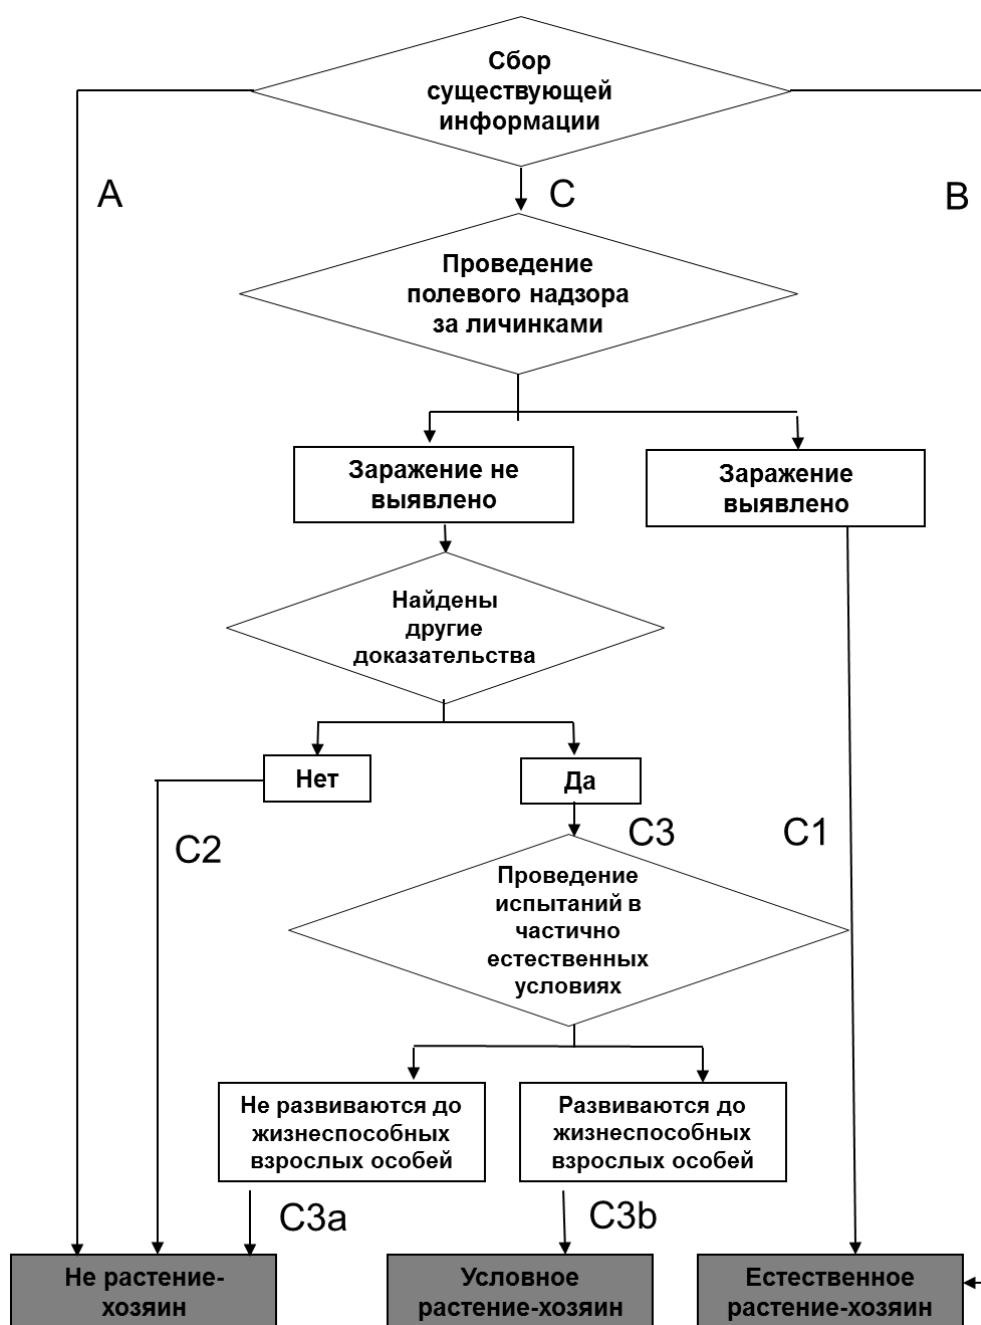 Сбор
существующей
информации
A
C
B
Проведение
полевого надзора
за личинками
Заражение не
выявлено
Заражение
выявлено
Найдены
другие
доказательства
Нет
Да
C2
C3
C1
Проведение
испытаний в
частично
естественных
условиях
Не развиваются до
жизнеспособных
взрослых особей
Развиваются до
жизнеспособных
взрослых особей
C3a
C3b
Не растение-
хозяин
Условное
растение-хозяин
Естественное
растение-хозяин